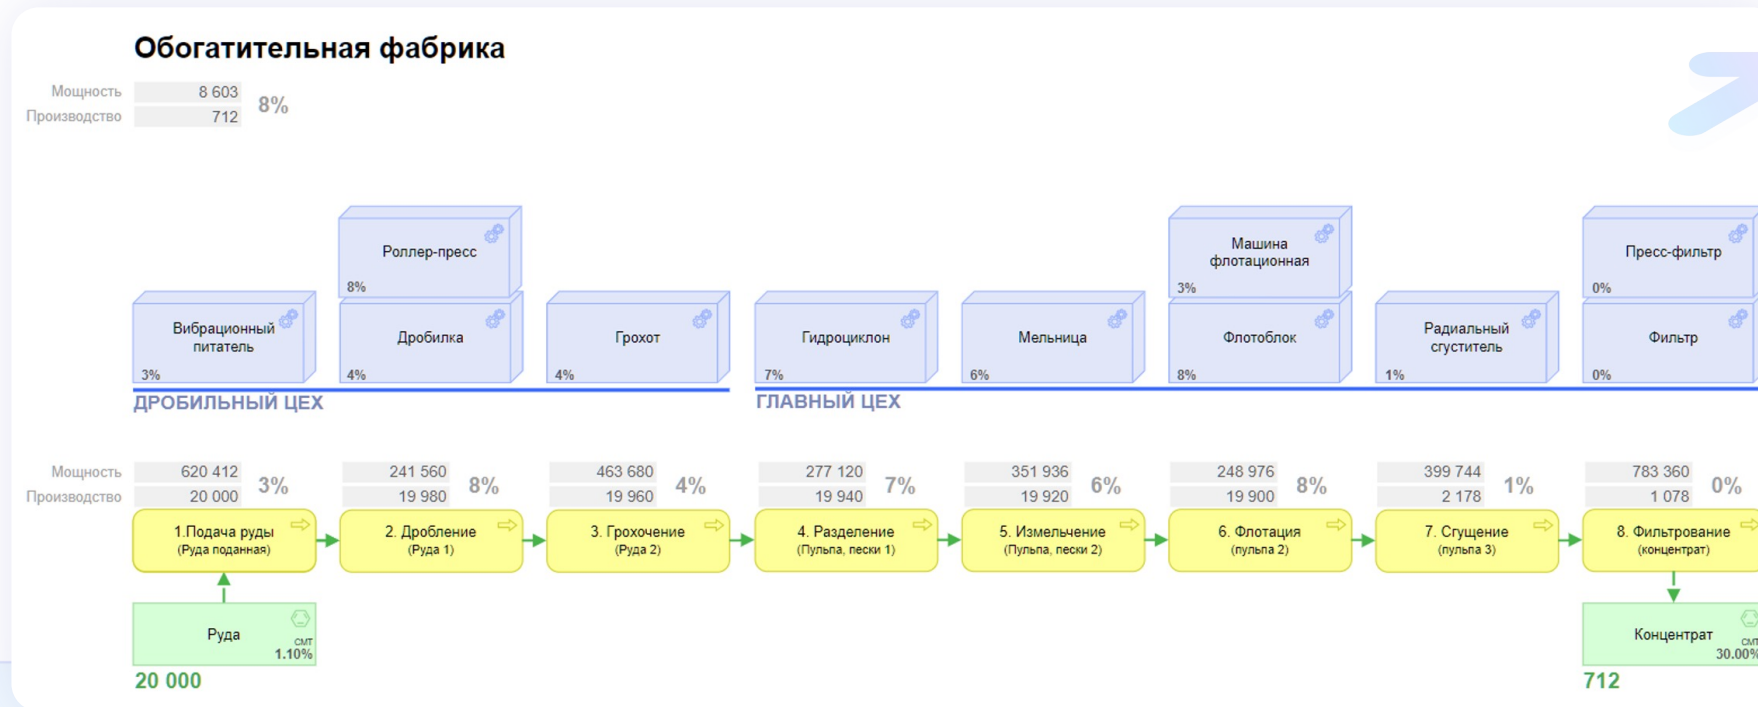 Обогатительная фабрика
Мощность 8 603
8%
Производство 712
Роллер-пресс
8%
Машина
флотационная
3%
Пресс-фильтр
0%
Вибрационный
питатель
3%
Дробилка
4%
Грохот
4%
Гидроциклон
7%
Мельница
6%
Флотоблок
8%
Радиальный
сгуститель
1%
Фильтр
0%
ДРОБИЛЬНЫЙ ЦЕХ
ГЛАВНЫЙ ЦЕХ
Мощность 620 412 241 560 463 680 277 120 351 936 248 976 399 744 783 360
3% 8% 4% 7% 6% 8% 1% 0%
Производство 20 000 19 980 19 960 19 940 19 920 19 900 2 178 1 078
1.Подача руды
(Руда поданная)
2. Дробление
(Руда 1)
3. Грохочение
(Руда 2)
4. Разделение
(Пульпа, пески 1)
5. Измельчение
(Пульпа, пески 2)
6. Флотация
(пульпа 2)
7. Сгущение
(пульпа 3)
8. Фильтрование
(концентрат)
Руда
СМТ
1.10%
20 000
Концентрат
СМТ
30.00%
712